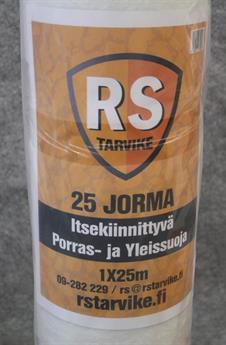 RS
TARVIKE
25 JORMA
Itsekiinnittyvä
Porras- ja Yleissuoja
1X25m
09-282 229 / rs@rstarvike.fi
rstarvike.fi